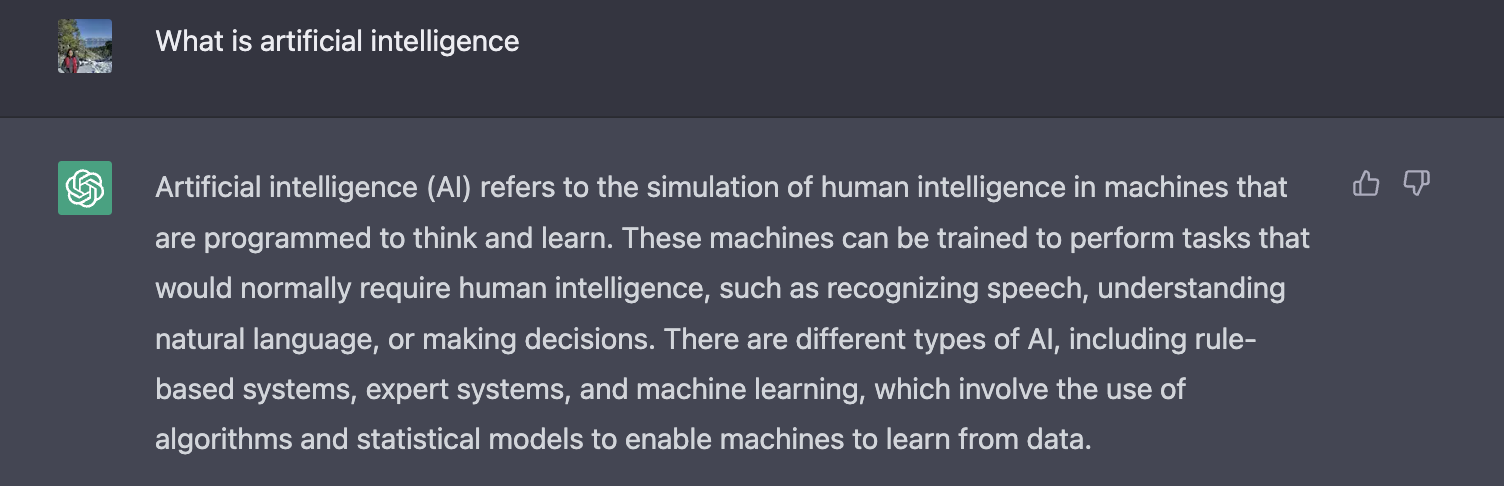 What is artificial intelligence
Artificial intelligence (AI) refers to the simulation of human intelligence in machines that
are programmed to think and learn. These machines can be trained to perform tasks that
would normally require human intelligence, such as recognizing speech, understanding
natural language, or making decisions. There are different types of AI, including rule-
based systems, expert systems, and machine learning, which involve the use of
algorithms and statistical models to enable machines to learn from data.